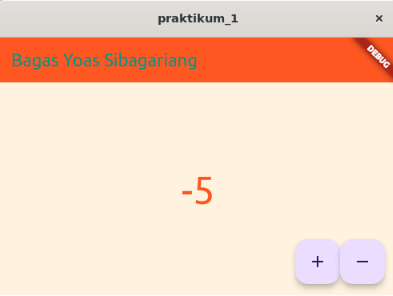 praktikum_1
×
Bagas Yoas Sibagariang
DEBUG
-5
+ −